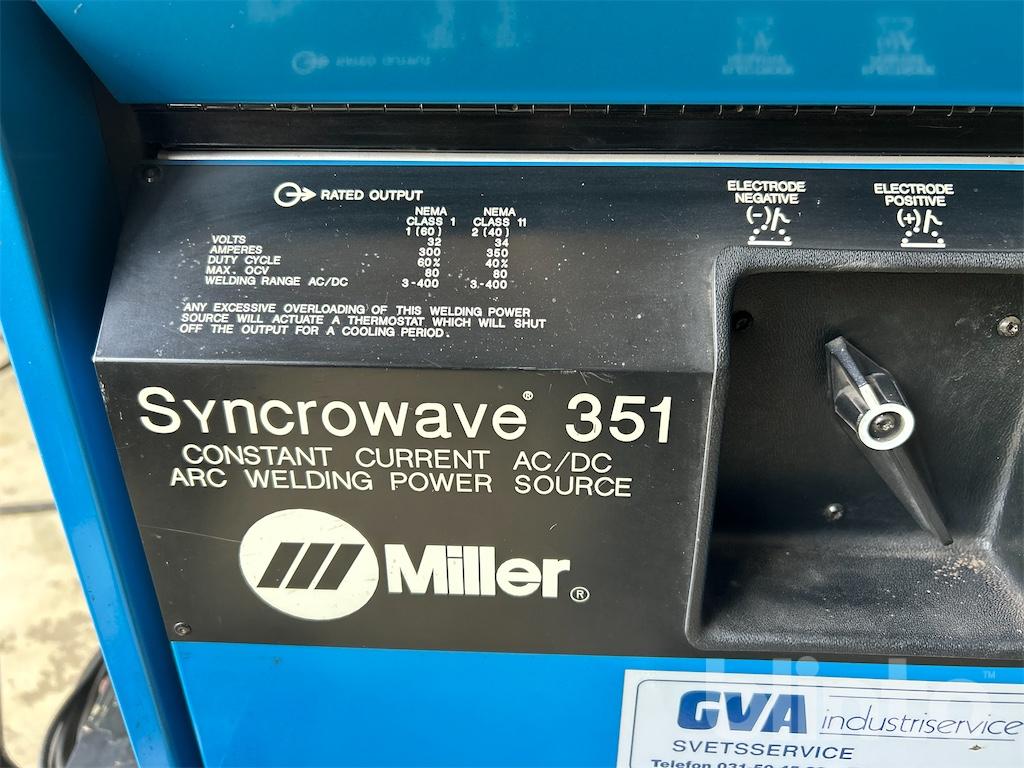 RATED OUTPUT
NEMA NEMA
CLASS 1 CLASS 11
1 (60) 2 (40)
VOLTS 32 34
AMPERES 300 350
DUTY CYCLE 60% 40%
MAX. OCV 80 80
WELDING RANGE AC/DC 3-400 3-400
ANY EXCESSIVE OVERLOADING OF THIS WELDING POWER
SOURCE WILL ACTUATE A THERMOSTAT WHICH WILL SHUT
OFF THE OUTPUT FOR A COOLING PERIOD.
ELECTRODE
NEGATIVE
(-)
ELECTRODE
POSITIVE
(+)
Syncrowave® 351
CONSTANT CURRENT AC/DC
ARC WELDING POWER SOURCE
Miller®
GVA industriservice
SVETSSERVICE
Telefon 031-